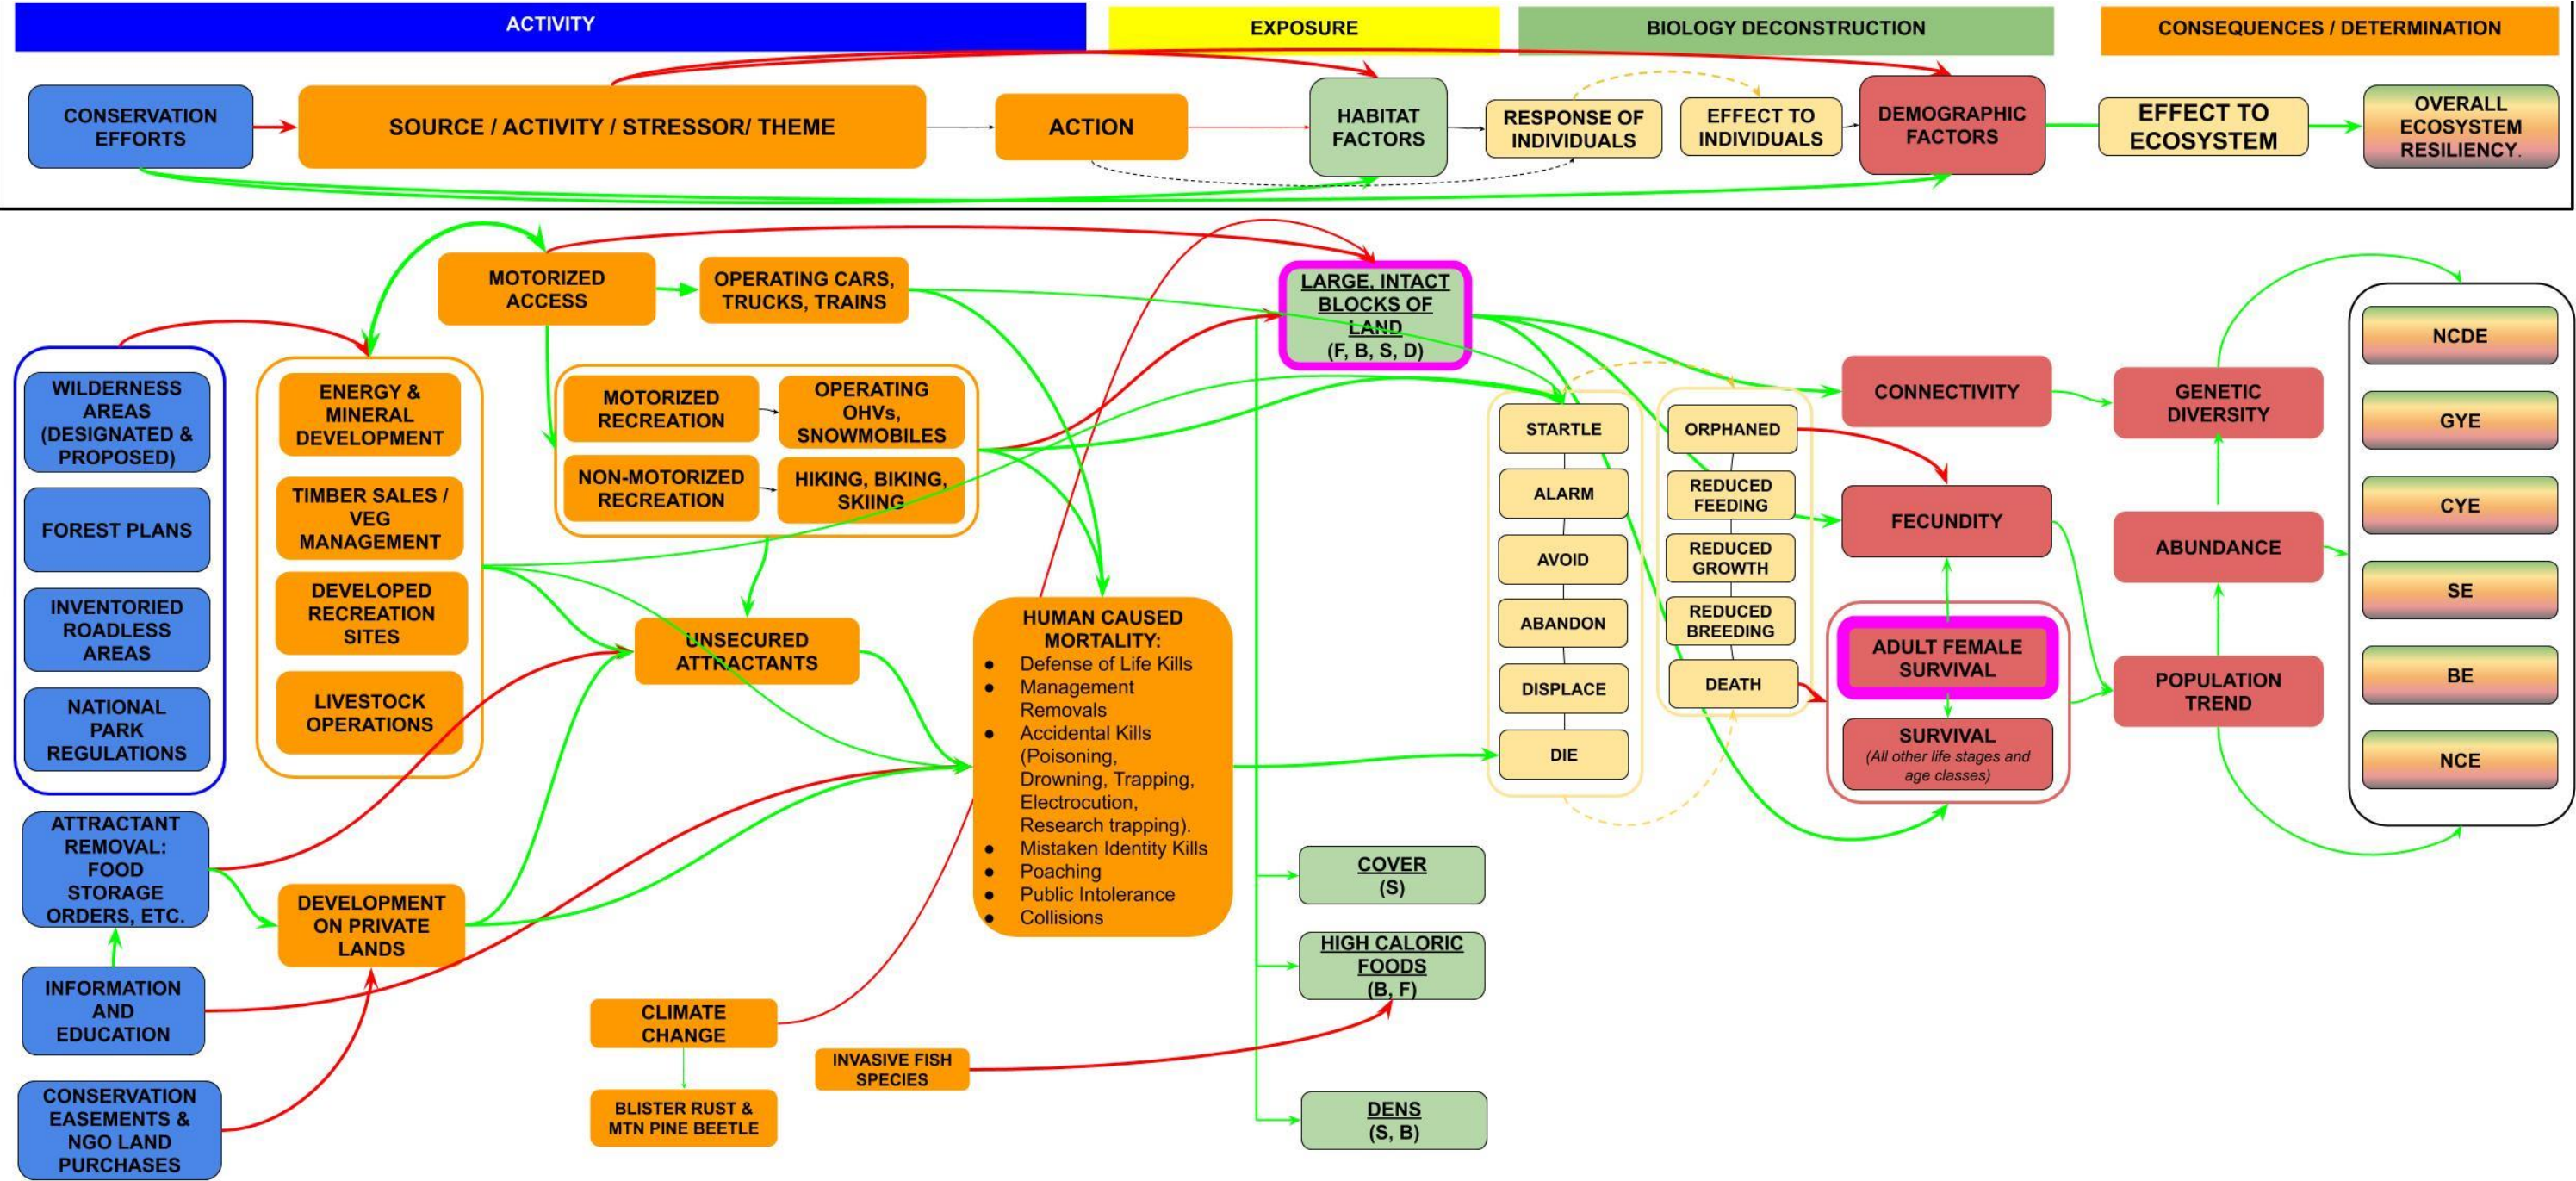 ACTIVITY
EXPOSURE
BIOLOGY DECONSTRUCTION
CONSEQUENCES / DETERMINATION
CONSERVATION
EFFORTS
SOURCE / ACTIVITY / STRESSOR/ THEME
ACTION
HABITAT
FACTORS
RESPONSE OF
INDIVIDUALS
EFFECT TO
INDIVIDUALS
DEMOGRAPHIC
FACTORS
EFFECT TO
ECOSYSTEM
OVERALL
ECOSYSTEM
RESILIENCY.
WILDERNESS
AREAS
(DESIGNATED &
PROPOSED)
FOREST PLANS
INVENTORIED
ROADLESS
AREAS
NATIONAL
PARK
REGULATIONS
ATTRACTANT
REMOVAL:
FOOD
STORAGE
ORDERS, ETC.
INFORMATION
AND
EDUCATION
CONSERVATION
EASEMENTS &
NGO LAND
PURCHASES
MOTORIZED
ACCESS
OPERATING CARS,
TRUCKS, TRAINS
ENERGY &
MINERAL
DEVELOPMENT
TIMBER SALES /
VEG
MANAGEMENT
DEVELOPED
RECREATION
SITES
LIVESTOCK
OPERATIONS
MOTORIZED
RECREATION
OPERATING
OHVs,
SNOWMOBILES
NON-MOTORIZED
RECREATION
HIKING, BIKING,
SKIING
UNSECURED
ATTRACTANTS
DEVELOPMENT
ON PRIVATE
LANDS
CLIMATE
CHANGE
BLISTER RUST &
MTN PINE BEETLE
INVASIVE FISH
SPECIES
HUMAN CAUSED
MORTALITY:
● Defense of Life Kills
● Management
Removals
● Accidental Kills
(Poisoning,
Drowning, Trapping,
Electrocution,
Research trapping).
● Mistaken Identity Kills
● Poaching
● Public Intolerance
● Collisions
LARGE, INTACT
BLOCKS OF
LAND
(F, B, S, D)
COVER
(S)
HIGH CALORIC
FOODS
(B, F)
DENS
(S, B)
STARTLE
ALARM
AVOID
ABANDON
DISPLACE
DIE
ORPHANED
REDUCED
FEEDING
REDUCED
GROWTH
REDUCED
BREEDING
DEATH
CONNECTIVITY
FECUNDITY
ADULT FEMALE
SURVIVAL
SURVIVAL
(All other life stages and
age classes)
GENETIC
DIVERSITY
ABUNDANCE
POPULATION
TREND
NCDE
GYE
CYE
SE
BE
NCE